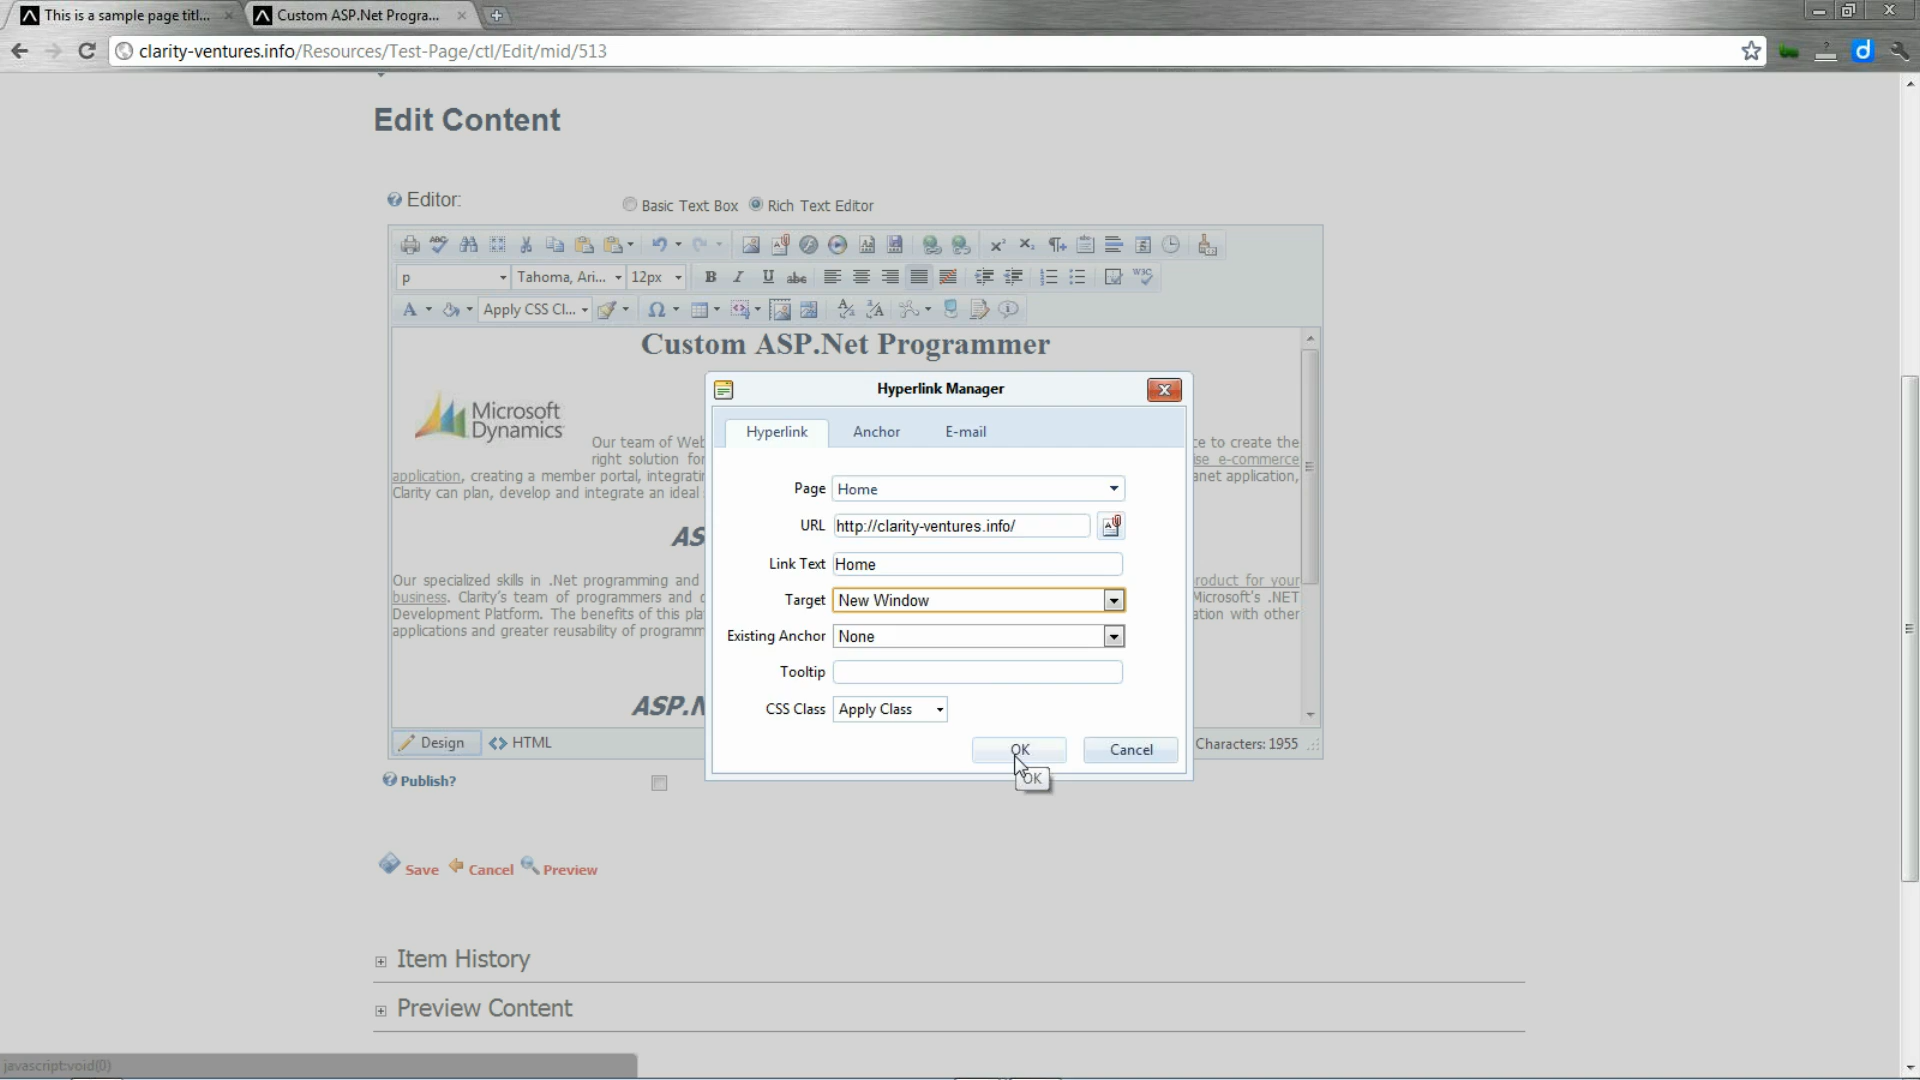 This is a sample page titl...
Custom ASP.Net Progra...
clarity-ventures.info/Resources/Test-Page/ctl/Edit/mid/513
Edit Content
Editor:
Basic Text Box
Rich Text Editor
p
Tahoma, Ari...
12px
Apply CSS Cl...
Custom ASP.Net Programmer
Microsoft
Dynamics
Our team of Web
ce to create the
right solution for
ise e-commerce
application, creating a member portal, integratin
anet application,
Clarity can plan, develop and integrate an ideal
AS
Our specialized skills in .Net programming and
roduct for your
business. Clarity's team of programmers and
Microsoft's .NET
Development Platform. The benefits of this pla
ation with other
applications and greater reusability of programm
ASP.N
Design
HTML
Characters: 1955
Hyperlink Manager
Hyperlink
Anchor
E-mail
Page
Home
URL
http://clarity-ventures.info/
Link Text
Home
Target
New Window
Existing Anchor
None
Tooltip
CSS Class
Apply Class
OK
Cancel
OK
Publish?
Save
Cancel
Preview
Item History
Preview Content
javascript:void(0)